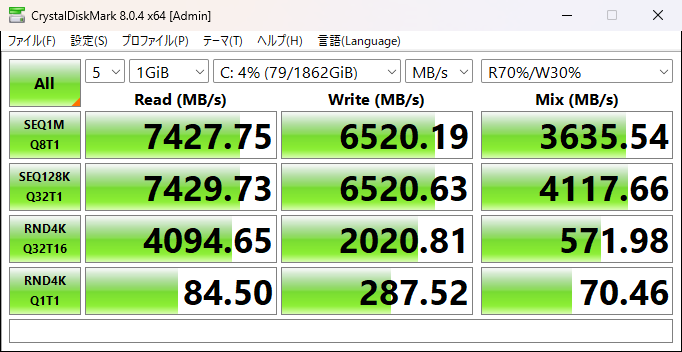 CrystalDiskMark 8.0.4 x64 [Admin]
ファイル(F) 設定(S) プロファイル(P) テーマ(T) ヘルプ(H) 言語(Language)
All 5 1GiB C: 4% (79/1862GiB) MB/s R70%/W30%
Read (MB/s) Write (MB/s) Mix (MB/s)
SEQ1M
Q8T1
7427.75 6520.19 3635.54
SEQ128K
Q32T1
7429.73 6520.63 4117.66
RND4K
Q32T16
4094.65 2020.81 571.98
RND4K
Q1T1
84.50 287.52 70.46